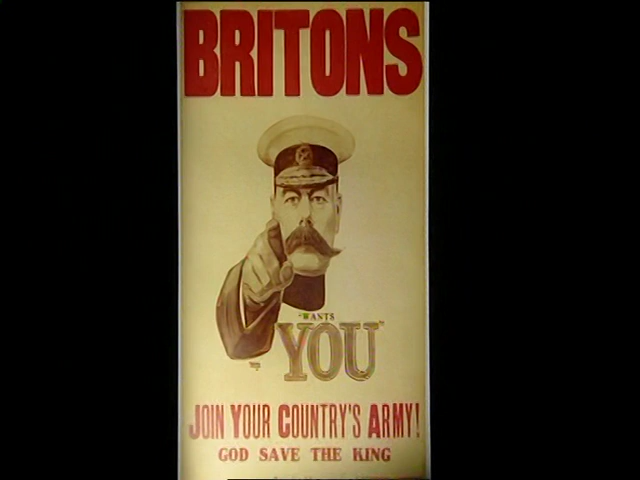 BRITONS
"WANTS
YOU"
JOIN YOUR COUNTRY'S ARMY!
GOD SAVE THE KING